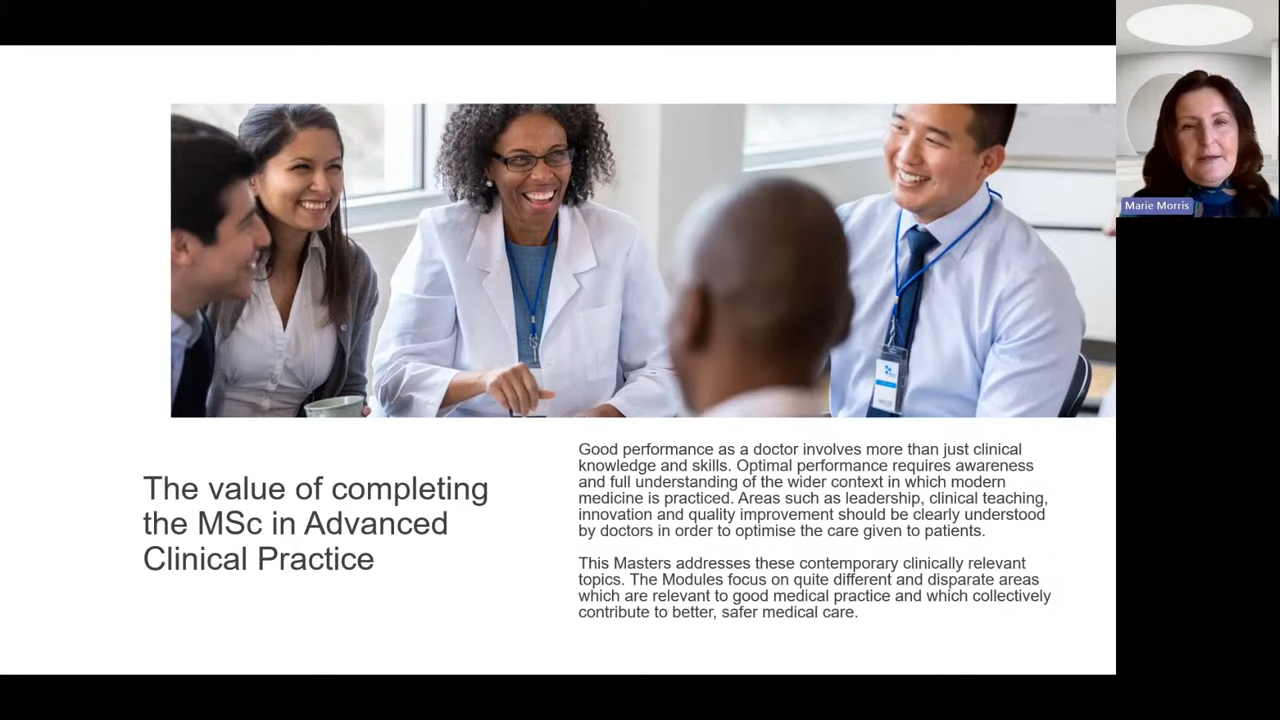 Marie Morris
The value of completing
the MSc in Advanced
Clinical Practice
Good performance as a doctor involves more than just clinical
knowledge and skills. Optimal performance requires awareness
and full understanding of the wider context in which modern
medicine is practiced. Areas such as leadership, clinical teaching,
innovation and quality improvement should be clearly understood
by doctors in order to optimise the care given to patients.
This Masters addresses these contemporary clinically relevant
topics. The Modules focus on quite different and disparate areas
which are relevant to good medical practice and which collectively
contribute to better, safer medical care.